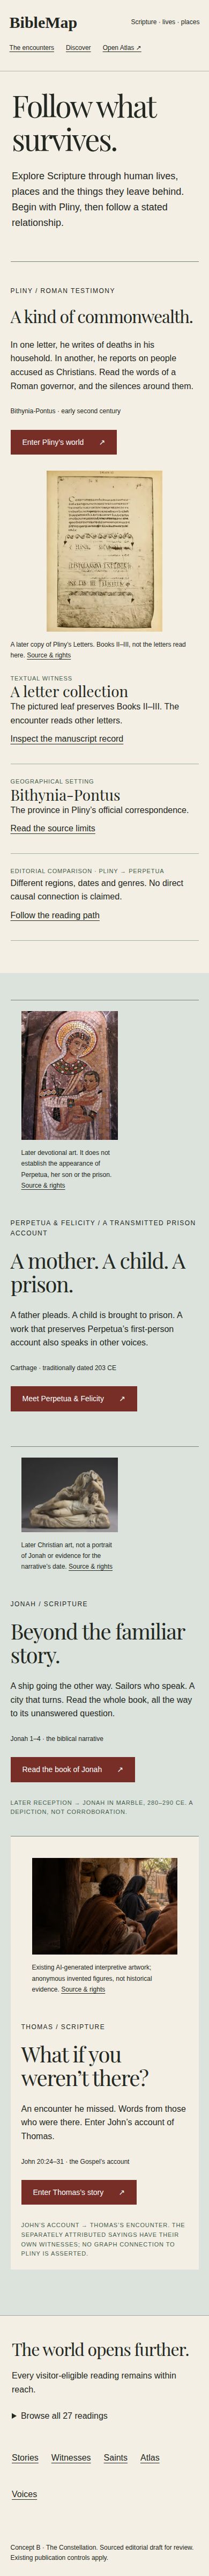 BibleMap
Scripture · lives · places
The encounters
Discover
Open Atlas ↗
Follow what
survives.
Explore Scripture through human lives,
places and the things they leave behind.
Begin with Pliny, then follow a stated
relationship.
PLINY / ROMAN TESTIMONY
A kind of commonwealth.
In one letter, he writes of deaths in his
household. In another, he reports on people
accused as Christians. Read the words of a
Roman governor, and the silences around them.
Bithynia-Pontus · early second century
Enter Pliny's world ↗
A later copy of Pliny's Letters. Books II–III, not the letters read
here. Source & rights
TEXTUAL WITNESS
A letter collection
The pictured leaf preserves Books II–III. The
encounter reads other letters.
Inspect the manuscript record
GEOGRAPHICAL SETTING
Bithynia-Pontus
The province in Pliny's official correspondence.
Read the source limits
EDITORIAL COMPARISON · PLINY → PERPETUA
Different regions, dates and genres. No direct
causal connection is claimed.
Follow the reading path
Later devotional art. It does not
establish the appearance of
Perpetua, her son or the prison.
Source & rights
PERPETUA & FELICITY / A TRANSMITTED PRISON
ACCOUNT
A mother. A child. A
prison.
A father pleads. A child is brought to prison. A
work that preserves Perpetua's first-person
account also speaks in other voices.
Carthage · traditionally dated 203 CE
Meet Perpetua & Felicity ↗
Later Christian art, not a portrait
of Jonah or evidence for the
narrative's date. Source & rights
JONAH / SCRIPTURE
Beyond the familiar
story.
A ship going the other way. Sailors who speak. A
city that turns. Read the whole book, all the way
to its unanswered question.
Jonah 1–4 · the biblical narrative
Read the book of Jonah ↗
LATER RECEPTION → JONAH IN MARBLE, 280–290 CE. A
DEPICTION, NOT CORROBORATION.
Existing AI-generated interpretive artwork;
anonymous invented figures, not historical
evidence. Source & rights
THOMAS / SCRIPTURE
What if you
weren't there?
An encounter he missed. Words from those
who were there. Enter John's account of
Thomas.
John 20:24–31 · the Gospel's account
Enter Thomas's story ↗
JOHN'S ACCOUNT → THOMAS'S ENCOUNTER. THE
SEPARATELY ATTRIBUTED SAYINGS HAVE THEIR
OWN WITNESSES; NO GRAPH CONNECTION TO
PLINY IS ASSERTED.
The world opens further.
Every visitor-eligible reading remains within
reach.
▶ Browse all 27 readings
Stories
Witnesses
Saints
Atlas
Voices
Concept B · The Constellation. Sourced editorial draft for review.
Existing publication controls apply.